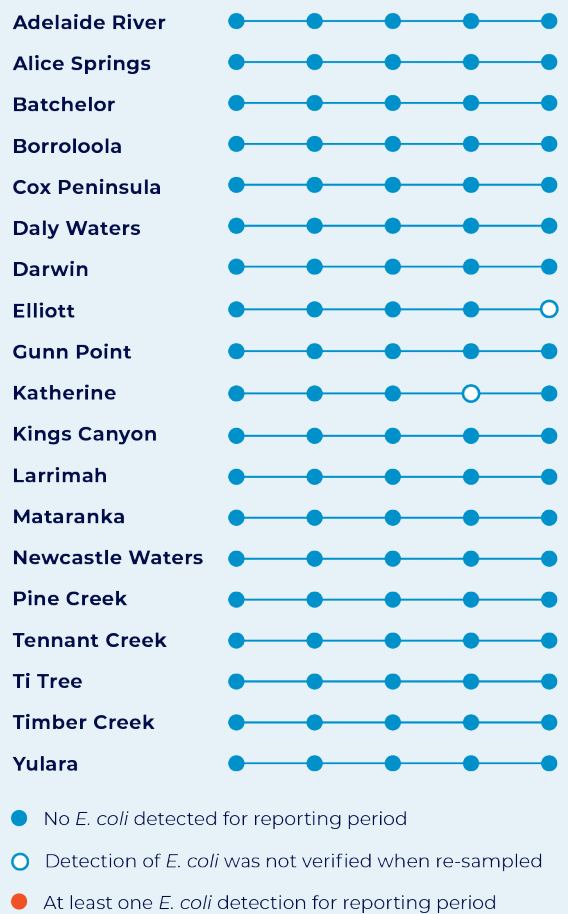 Adelaide River
Alice Springs
Batchelor
Borroloola
Cox Peninsula
Daly Waters
Darwin
Elliott
Gunn Point
Katherine
Kings Canyon
Larrimah
Mataranka
Newcastle Waters
Pine Creek
Tennant Creek
Ti Tree
Timber Creek
Yulara
No E. coli detected for reporting period
Detection of E. coli was not verified when re-sampled
At least one E. coli detection for reporting period